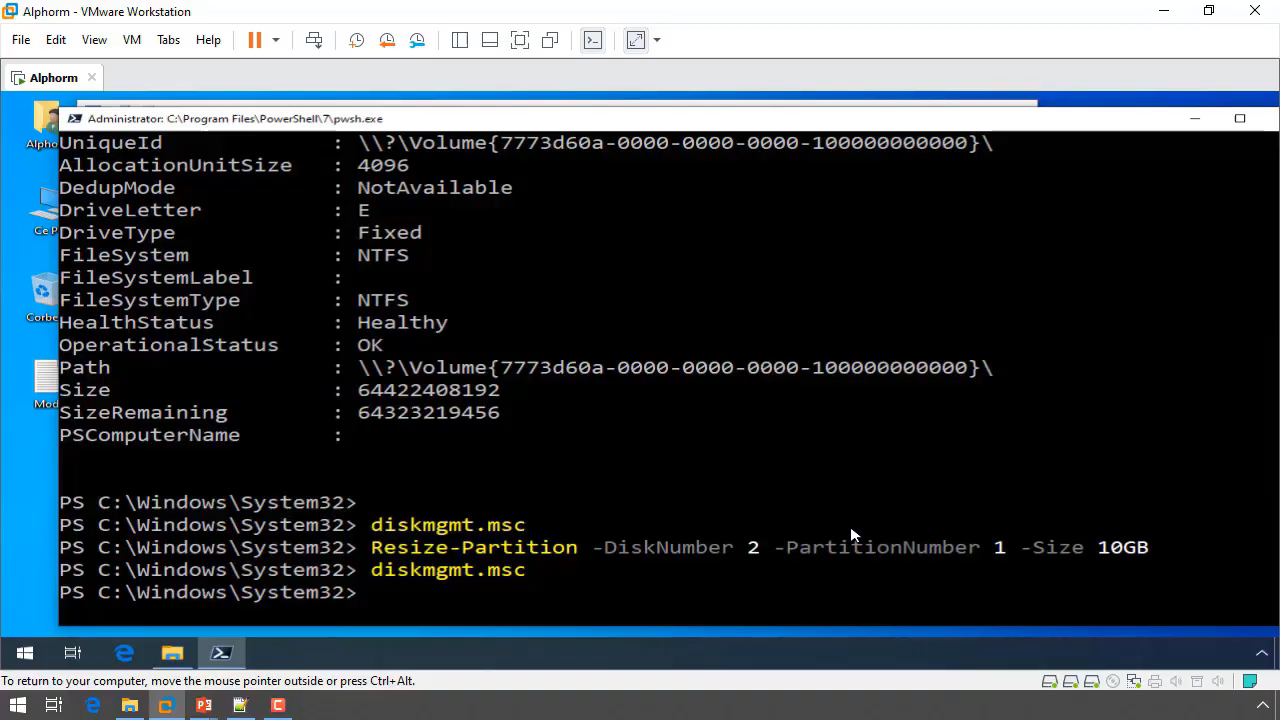 Alphorm - VMware Workstation
File Edit View VM Tabs Help
Alphorm
Administrator: C:\Program Files\PowerShell\7\pwsh.exe
UniqueId : \\?\Volume{7773d60a-0000-0000-0000-100000000000}\
AllocationUnitSize : 4096
DedupMode : NotAvailable
DriveLetter : E
DriveType : Fixed
FileSystem : NTFS
FileSystemLabel :
FileSystemType : NTFS
HealthStatus : Healthy
OperationalStatus : OK
Path : \\?\Volume{7773d60a-0000-0000-0000-100000000000}\
Size : 64422408192
SizeRemaining : 64323219456
PSComputerName :
PS C:\Windows\System32>
PS C:\Windows\System32> diskmgmt.msc
PS C:\Windows\System32> Resize-Partition -DiskNumber 2 -PartitionNumber 1 -Size 10GB
PS C:\Windows\System32> diskmgmt.msc
PS C:\Windows\System32>
Alpho
Ce P
Corbe
Mod
To return to your computer, move the mouse pointer outside or press Ctrl+Alt.